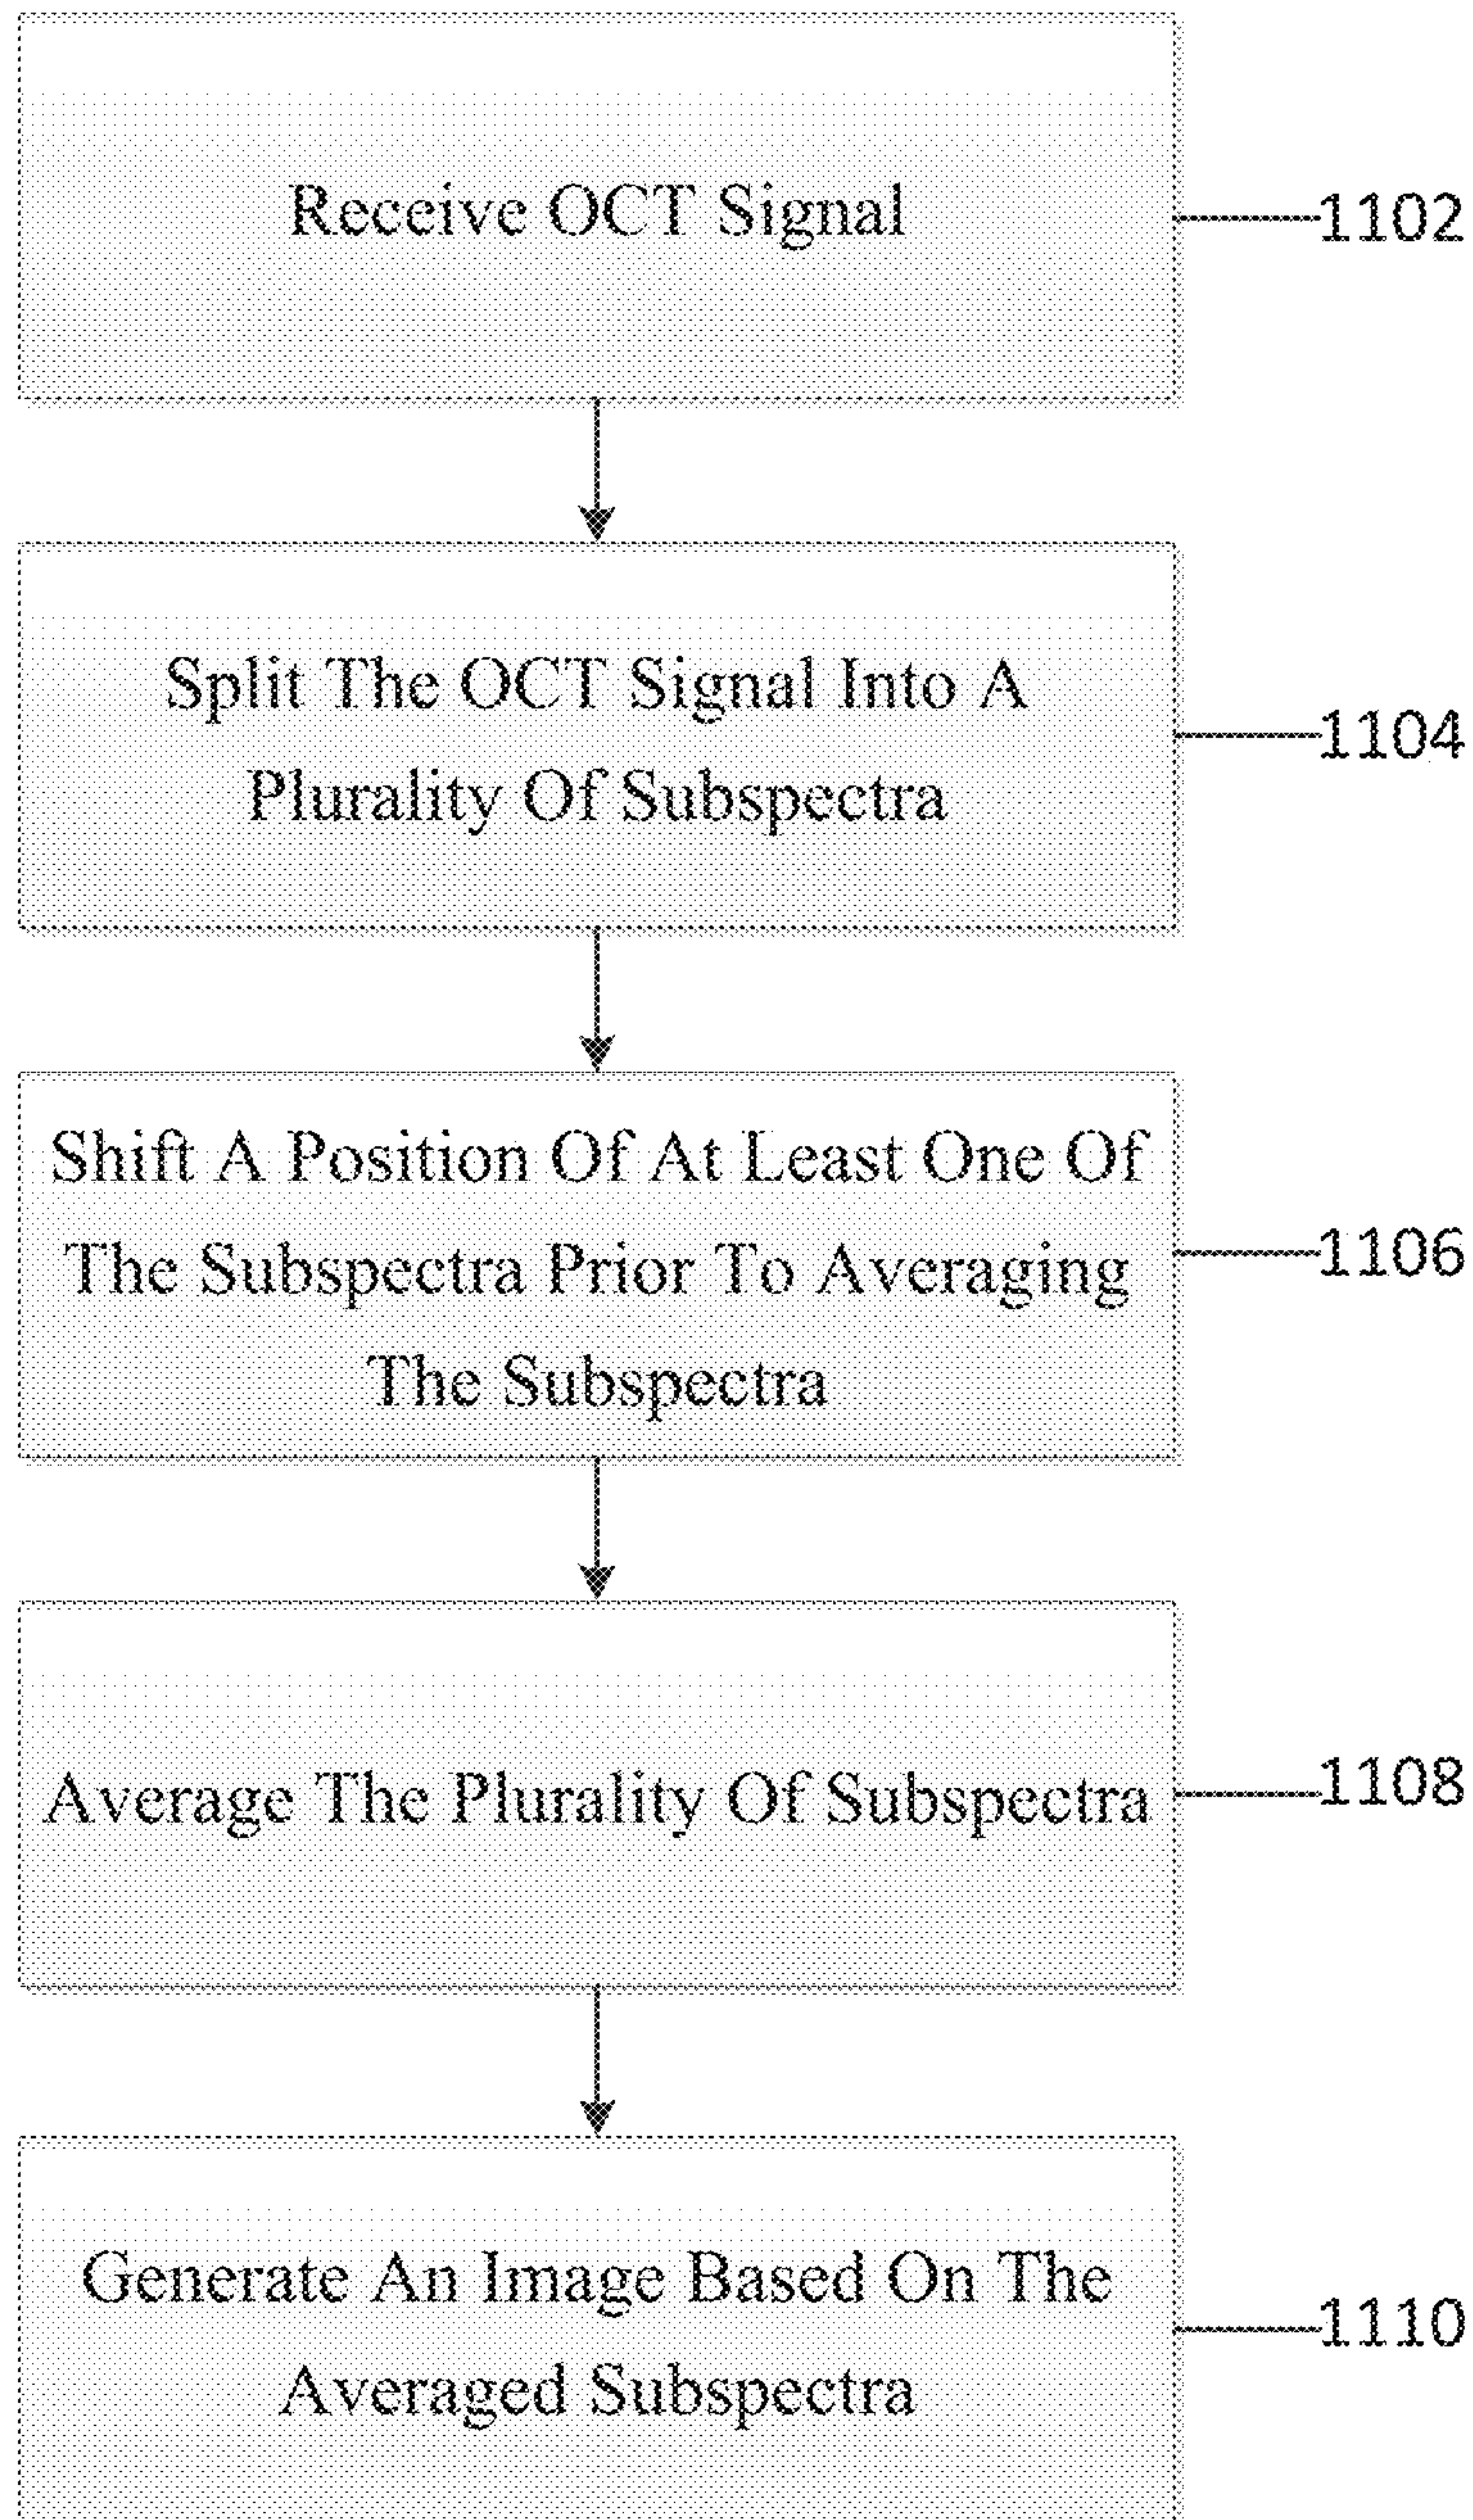 Receive OCT Signal
1102
Split The OCT Signal Into A
Plurality Of Subspectra
1104
Shift A Position Of At Least One Of
The Subspectra Prior To Averaging
The Subspectra
1106
Average The Plurality Of Subspectra
1108
Generate An Image Based On The
Averaged Subspectra
1110